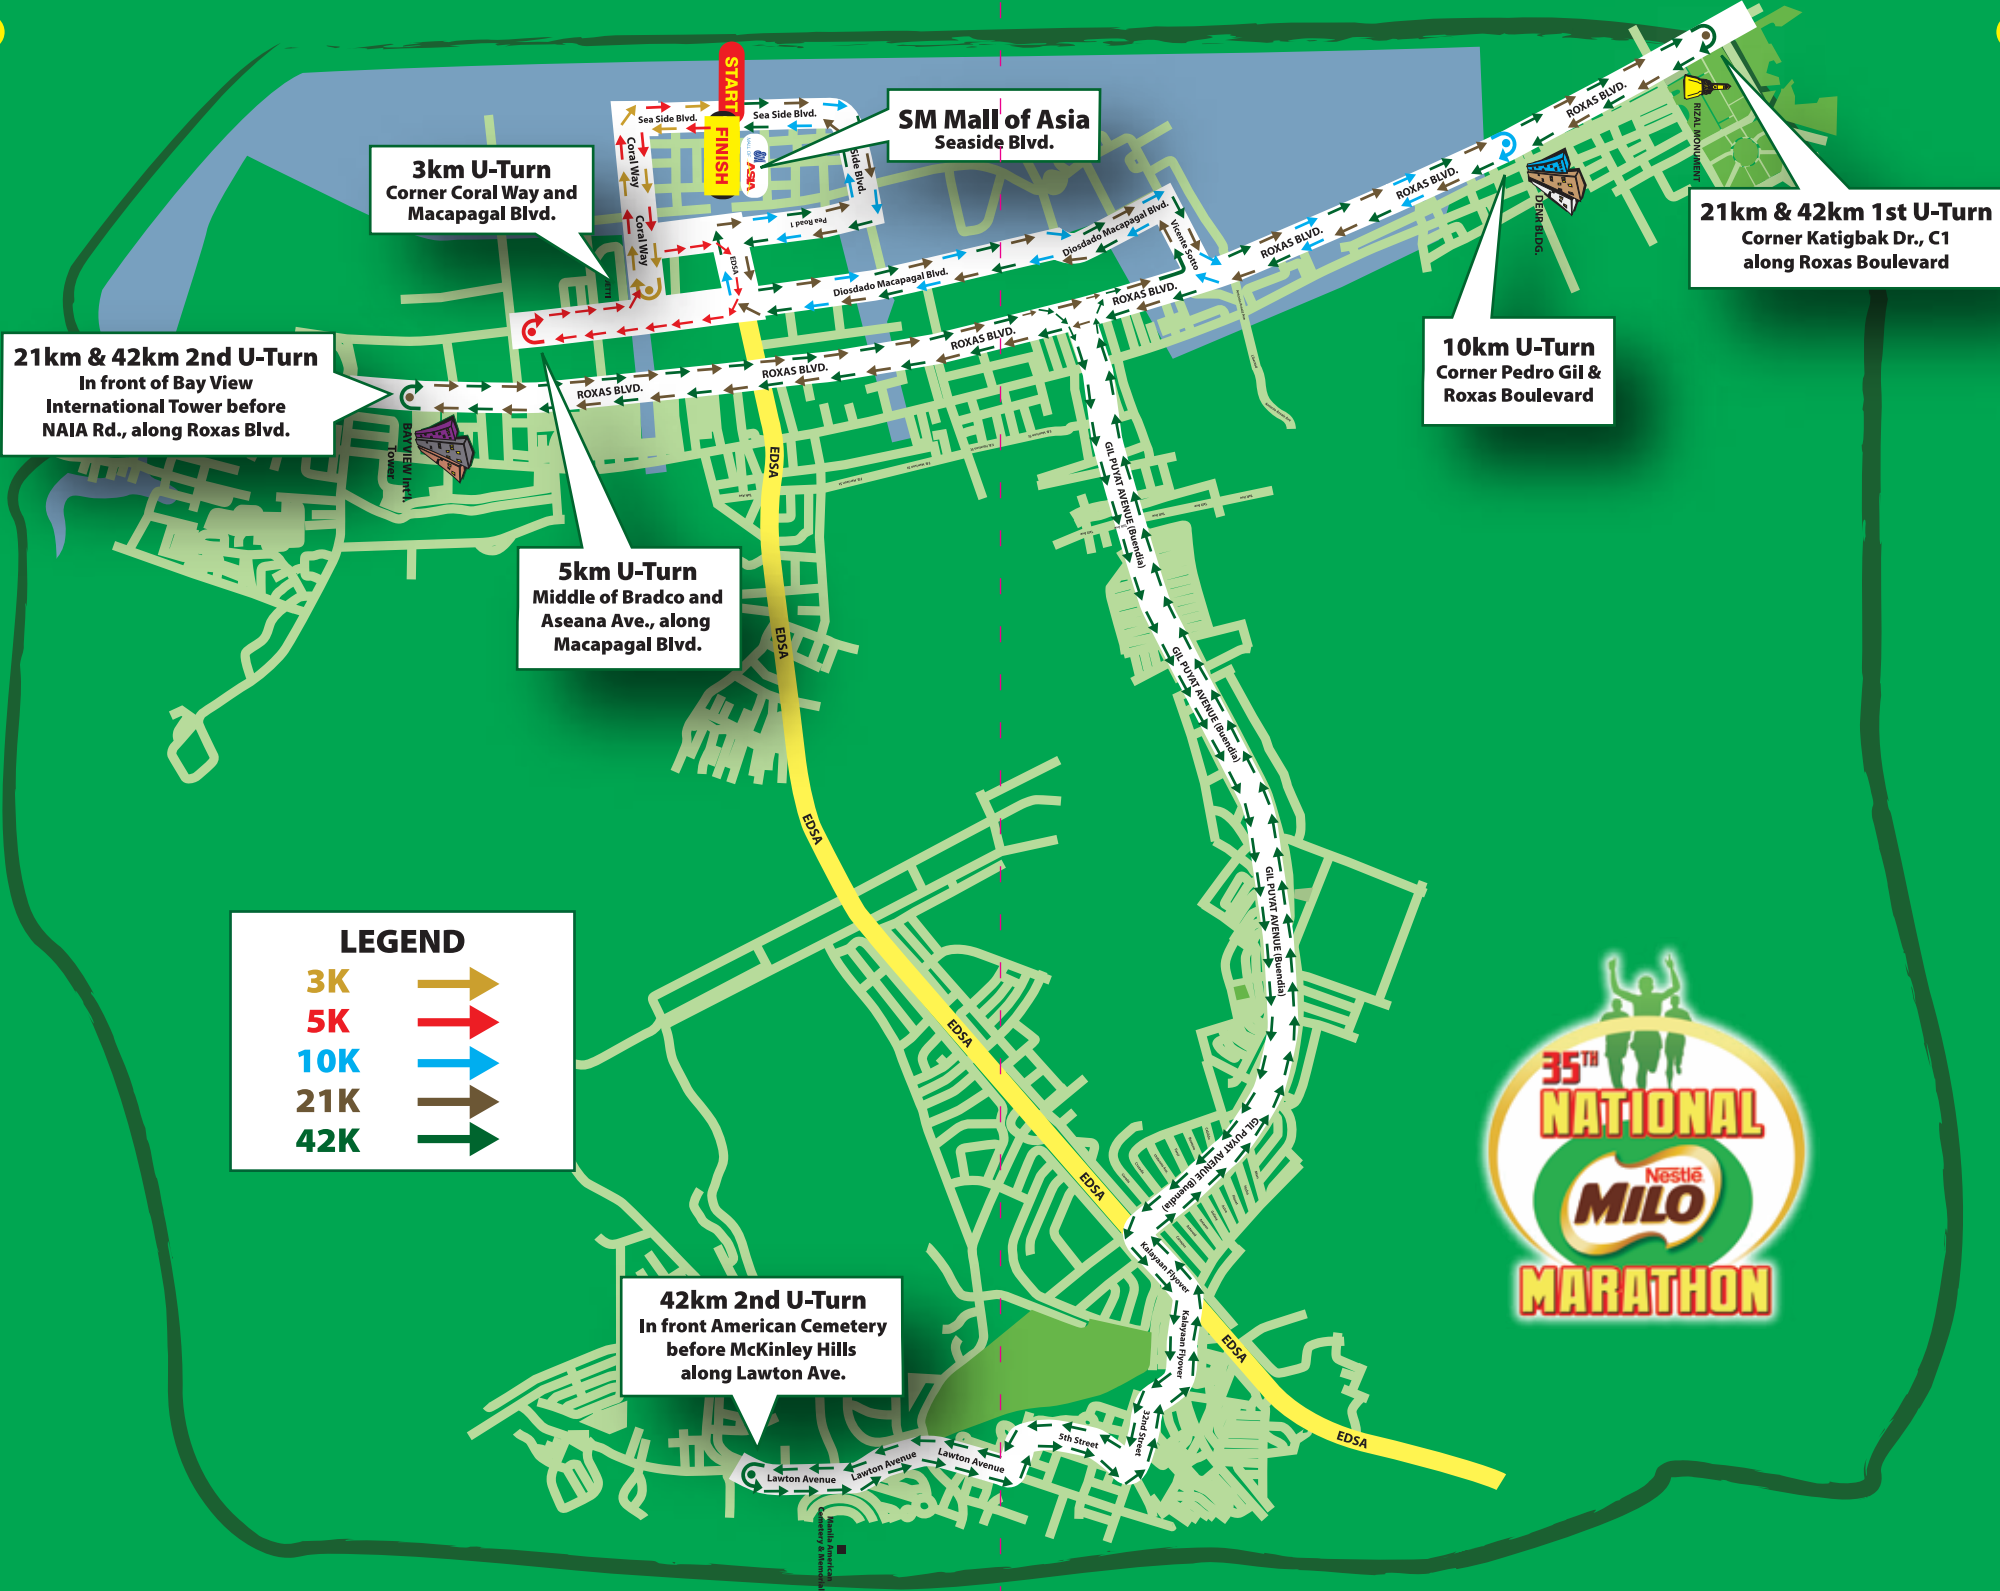 START
FINISH
MALL OF
ASIA
Sea Side Blvd.
Sea Side Blvd.
Side Blvd.
SM Mall of Asia
Seaside Blvd.
3km U-Turn
Corner Coral Way and
Macapagal Blvd.
Coral Way
Coral Way
Pea Road 1
EDSA
Diosdado Macapagal Blvd.
Diosdado Macapagal Blvd.
Vicente Sotto
ROXAS BLVD.
ROXAS BLVD.
ROXAS BLVD.
ROXAS BLVD.
ROXAS BLVD.
ROXAS BLVD.
ROXAS BLVD.
RIZAL MONUMENT
DENR BLDG.
21km & 42km 1st U-Turn
Corner Katigbak Dr., C1
along Roxas Boulevard
10km U-Turn
Corner Pedro Gil &
Roxas Boulevard
21km & 42km 2nd U-Turn
In front of Bay View
International Tower before
NAIA Rd., along Roxas Blvd.
BAYVIEW Int'l.
Tower
5km U-Turn
Middle of Bradco and
Aseana Ave., along
Macapagal Blvd.
EDSA
EDSA
EDSA
EDSA
EDSA
EDSA
EDSA
GIL PUYAT AVENUE (Buendia)
GIL PUYAT AVENUE (Buendia)
GIL PUYAT AVENUE (Buendia)
GIL PUYAT AVENUE (Buendia)
Kalayaan Flyover
Kalayaan Flyover
32nd Street
5th Street
Lawton Avenue
Lawton Avenue
Lawton Avenue
LEGEND
3K
5K
10K
21K
42K
42km 2nd U-Turn
In front American Cemetery
before McKinley Hills
along Lawton Ave.
Manila American
Cemetery & Memorial
35TH
NATIONAL
Nestlé
MILO
MARATHON